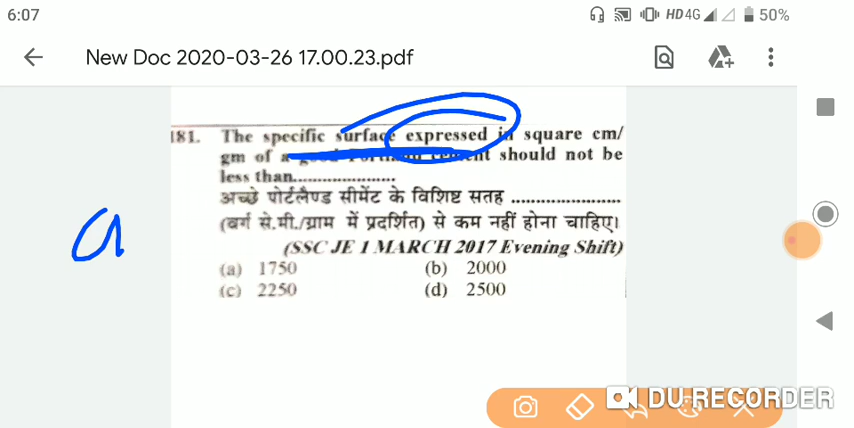 6:07
HD 4G
50%
New Doc 2020-03-26 17.00.23.pdf
181. The specific surface expressed in square cm/
gm of a good Portland cement should not be
less than.....................
अच्छे पोर्टलैण्ड सीमेंट के विशिष्ट सतह ......................
(वर्ग से.मी./ग्राम में प्रदर्शित) से कम नहीं होना चाहिए।
(SSC JE 1 MARCH 2017 Evening Shift)
(a) 1750 (b) 2000
(c) 2250 (d) 2500
a
DU RECORDER